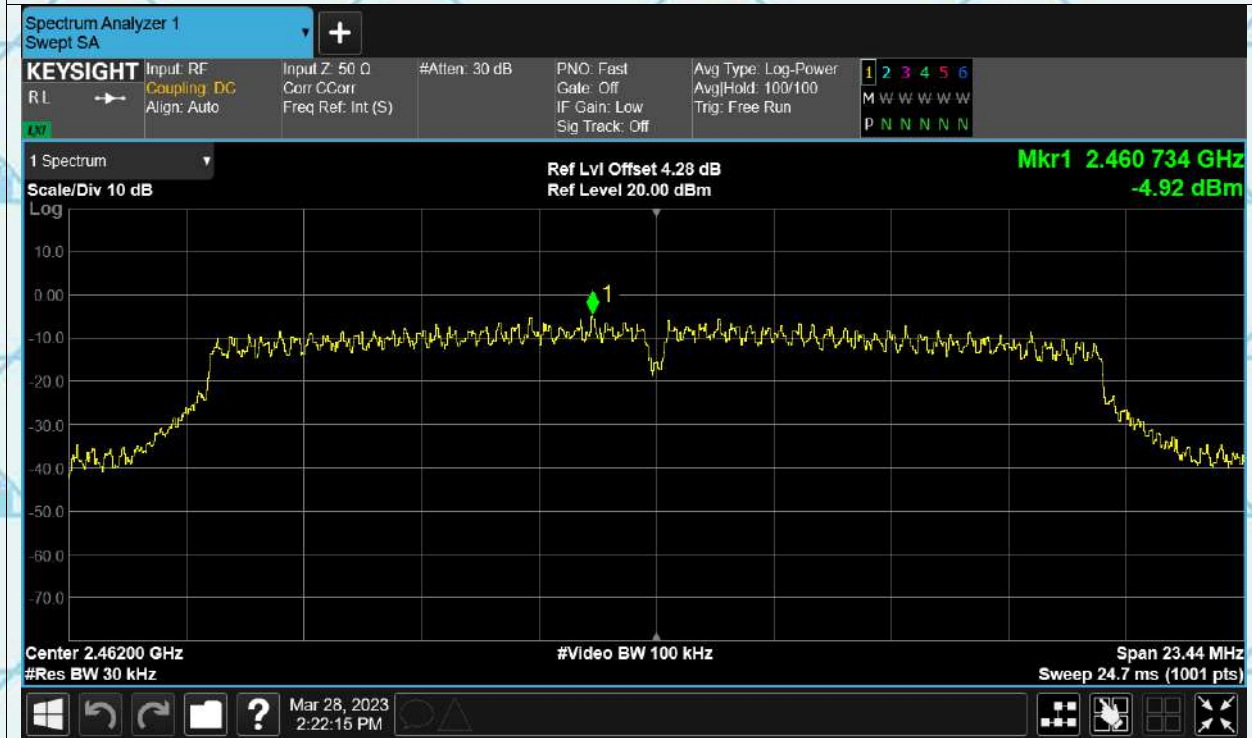 Spectrum Analyzer 1
Swept SA
+
KEYSIGHT
RL
LXI
Input: RF
Coupling: DC
Align: Auto
Input Z: 50 Ω
Corr CCorr
Freq Ref: Int (S)
#Atten: 30 dB
PNO: Fast
Gate: Off
IF Gain: Low
Sig Track: Off
Avg Type: Log-Power
Avg|Hold: 100/100
Trig: Free Run
1 2 3 4 5 6
M W W W W W
P N N N N N
1 Spectrum
Scale/Div 10 dB
Log
Ref Lvl Offset 4.28 dB
Ref Level 20.00 dBm
Mkr1 2.460 734 GHz
-4.92 dBm
1
10.0
0.00
-10.0
-20.0
-30.0
-40.0
-50.0
-60.0
-70.0
Center 2.46200 GHz
#Res BW 30 kHz
#Video BW 100 kHz
Span 23.44 MHz
Sweep 24.7 ms (1001 pts)
?
Mar 28, 2023
2:22:15 PM